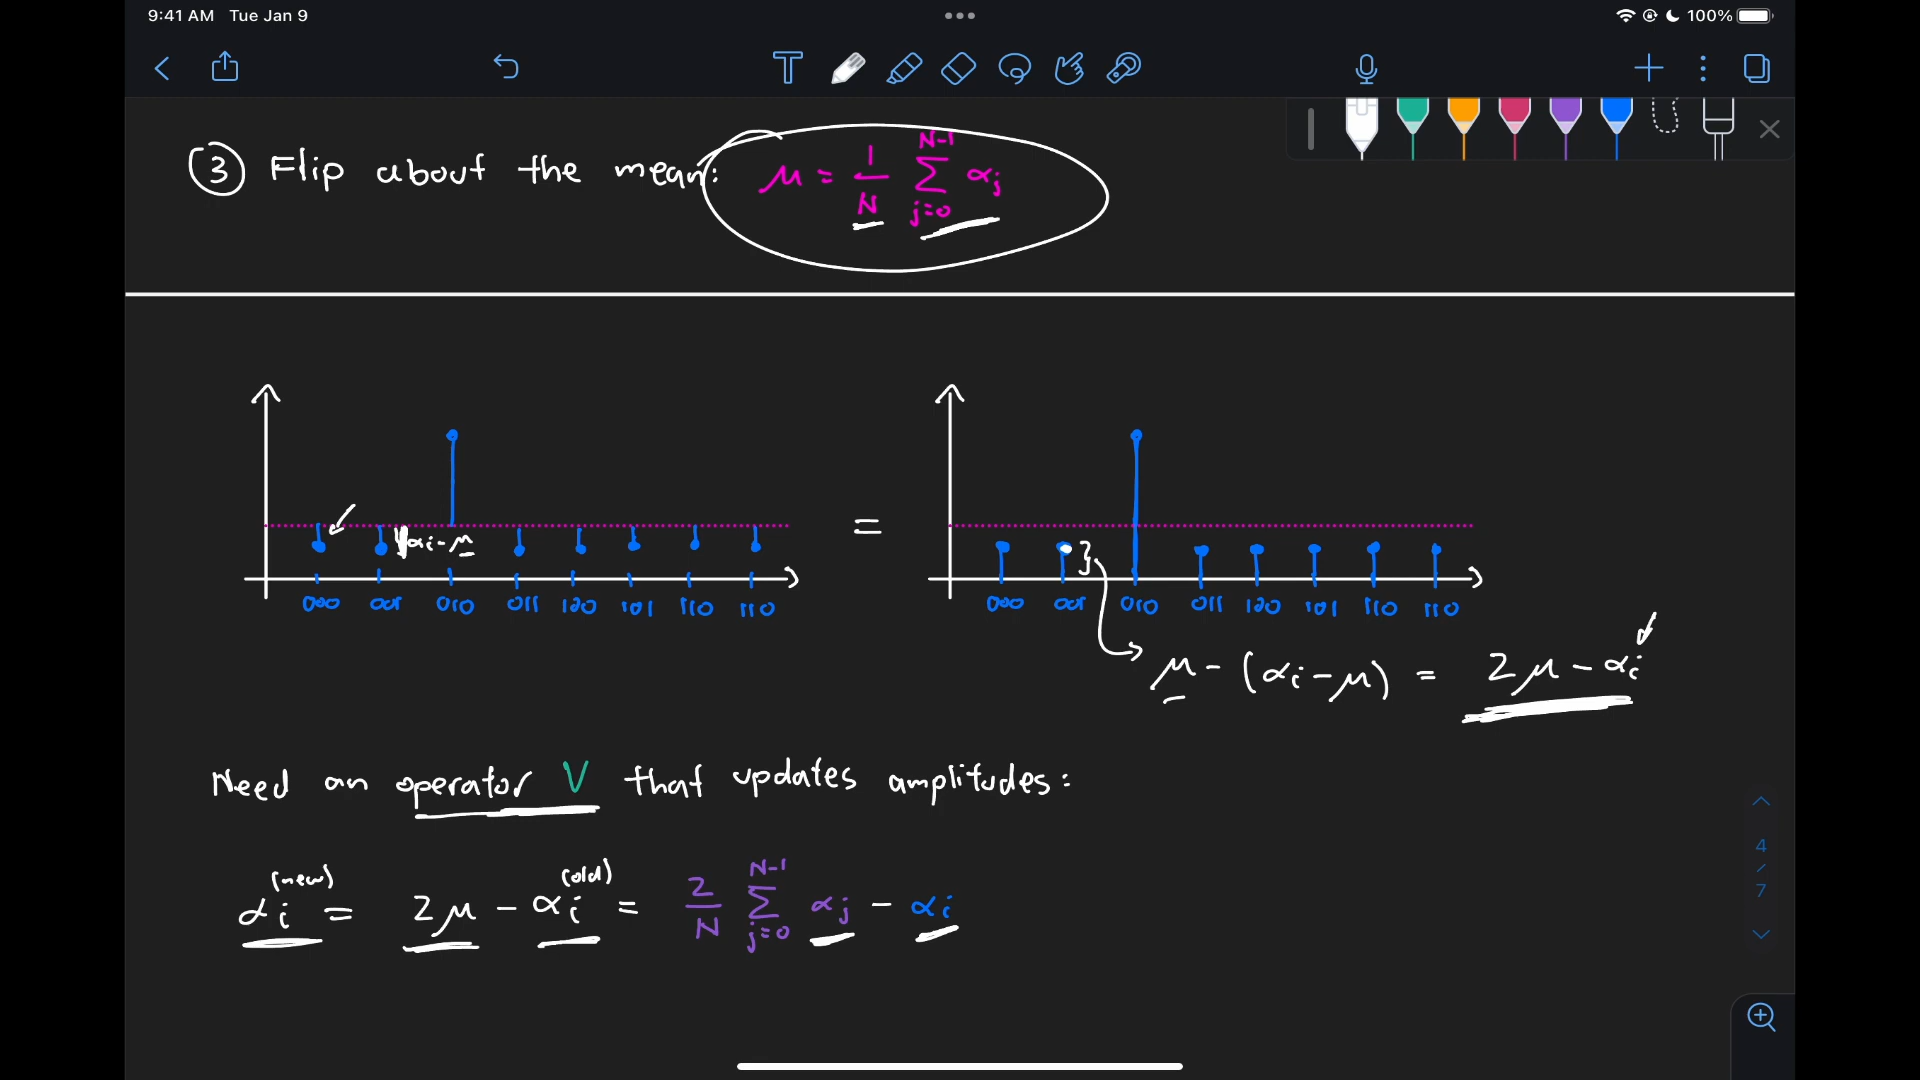 9:41 AM Tue Jan 9
100%
T
(3) Flip about the mean: μ = 1/N Σ_{j=0}^{N-1} αj
αi-μ
=
000 001 010 011 100 101 110 110
000 001 010 011 100 101 110 110
μ - (αi - μ) = 2μ - αi
Need an operator V that updates amplitudes:
αi^(new) = 2μ - αi^(old) = 2/N Σ_{j=0}^{N-1} αj - αi
4
/
7